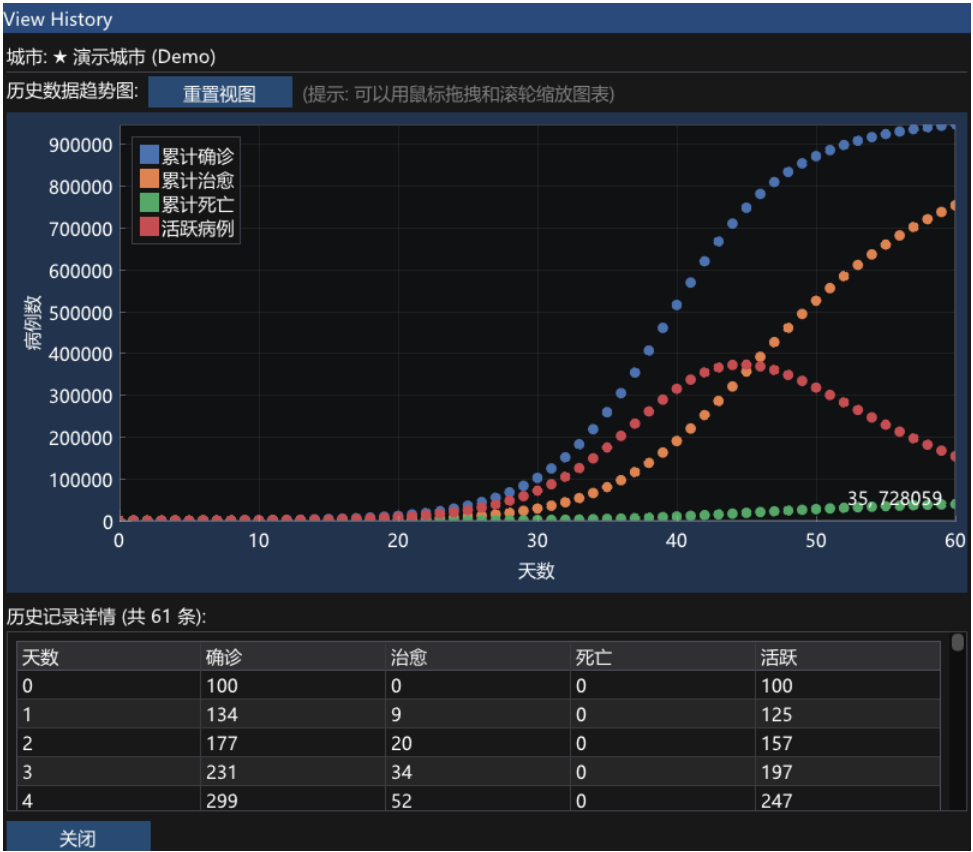 View History
城市: ★ 演示城市 (Demo)
历史数据趋势图: 重置视图 (提示: 可以用鼠标拖拽和滚轮缩放图表)
900000
800000
700000
600000
500000
400000
300000
200000
100000
0
病例数
累计确诊
累计治愈
累计死亡
活跃病例
35, 728059
0 10 20 30 40 50 60
天数
历史记录详情 (共 61 条):
天数 确诊 治愈 死亡 活跃
0 100 0 0 100
1 134 9 0 125
2 177 20 0 157
3 231 34 0 197
4 299 52 0 247
关闭